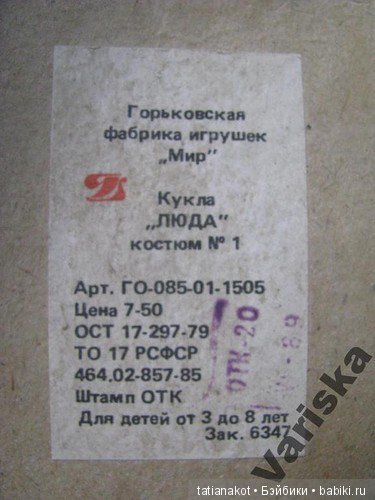 Горьковская
фабрика игрушек
„Мир"
Кукла
„ЛЮДА"
костюм № 1
Арт. ГО-085-01-1505
Цена 7-50
ОСТ 17-297-79
ТО 17 РСФСР
464.02-857-85
Штамп ОТК
Для детей от 3 до 8 лет
Зак. 6347
ОТК-20
89
Variska
tatianakot - Бэйбики - babiki.ru